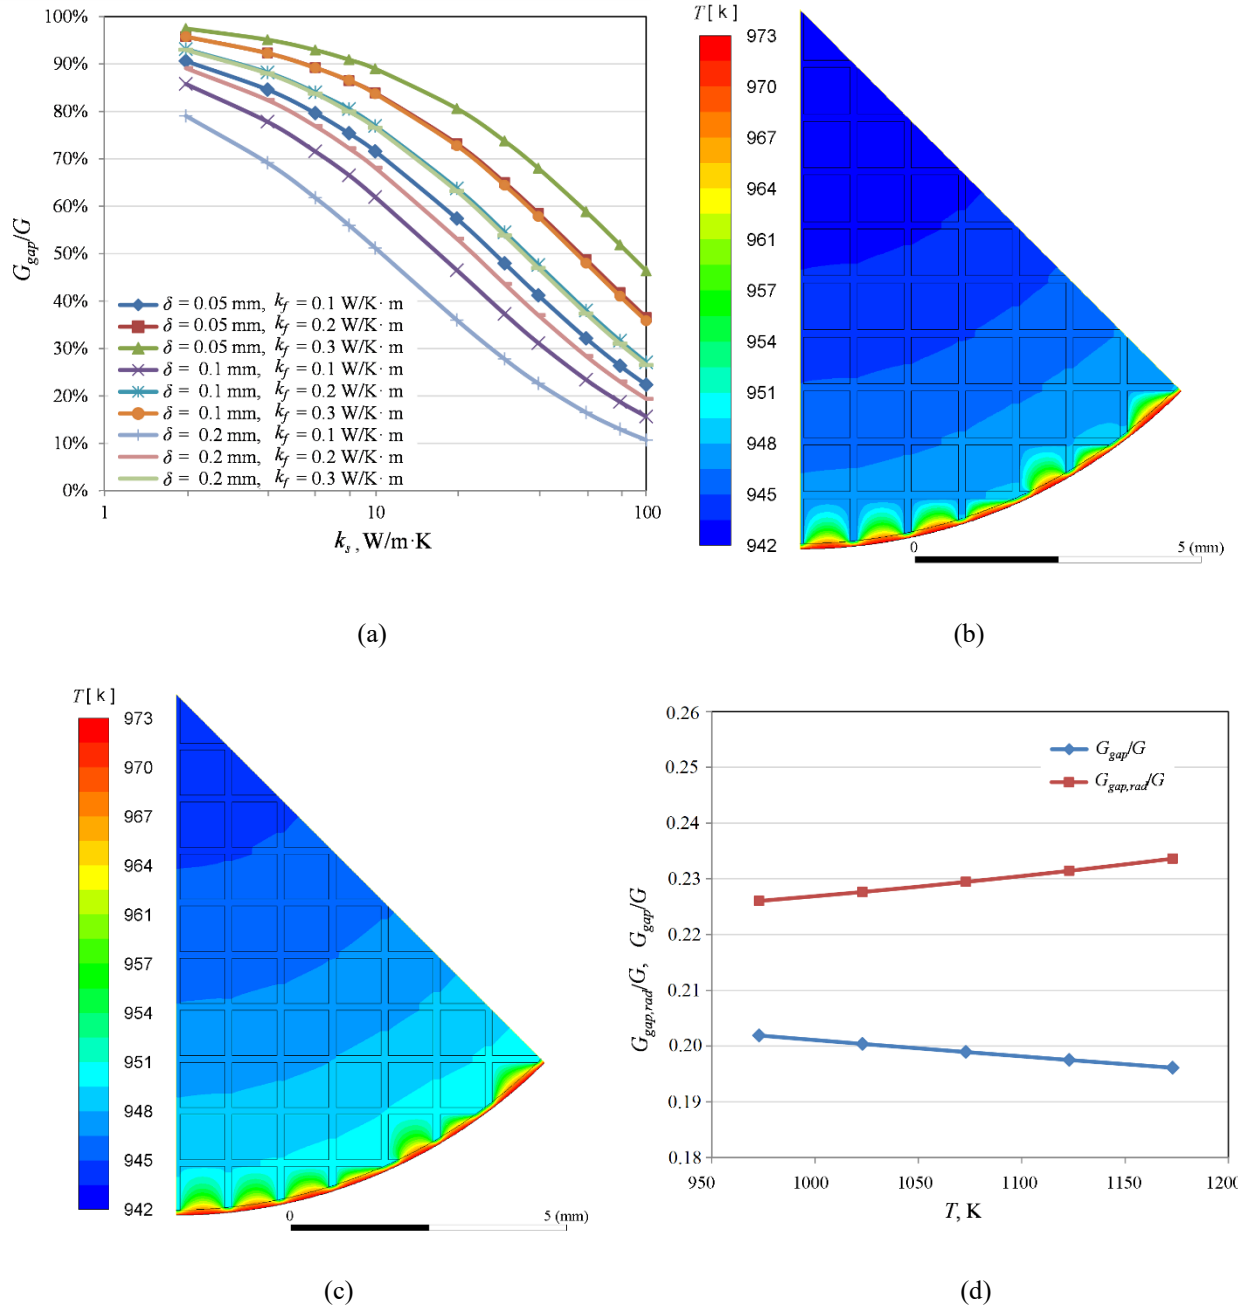 100%
90%
80%
70%
60%
50%
40%
30%
20%
10%
0%
G_gap/G
δ = 0.05 mm, k_f = 0.1 W/K· m
δ = 0.05 mm, k_f = 0.2 W/K· m
δ = 0.05 mm, k_f = 0.3 W/K· m
δ = 0.1 mm, k_f = 0.1 W/K· m
δ = 0.1 mm, k_f = 0.2 W/K· m
δ = 0.1 mm, k_f = 0.3 W/K· m
δ = 0.2 mm, k_f = 0.1 W/K· m
δ = 0.2 mm, k_f = 0.2 W/K· m
δ = 0.2 mm, k_f = 0.3 W/K· m
1 10 100
k_s , W/m·K
(a)
T [ k ]
973
970
967
964
961
957
954
951
948
945
942
0 5 (mm)
(b)
T [ k ]
973
970
967
964
961
957
954
951
948
945
942
0 5 (mm)
(c)
0.26
0.25
0.24
0.23
0.22
0.21
0.20
0.19
0.18
G_gap,rad/G, G_gap/G
G_gap/G
G_gap,rad/G
950 1000 1050 1100 1150 1200
T, K
(d)